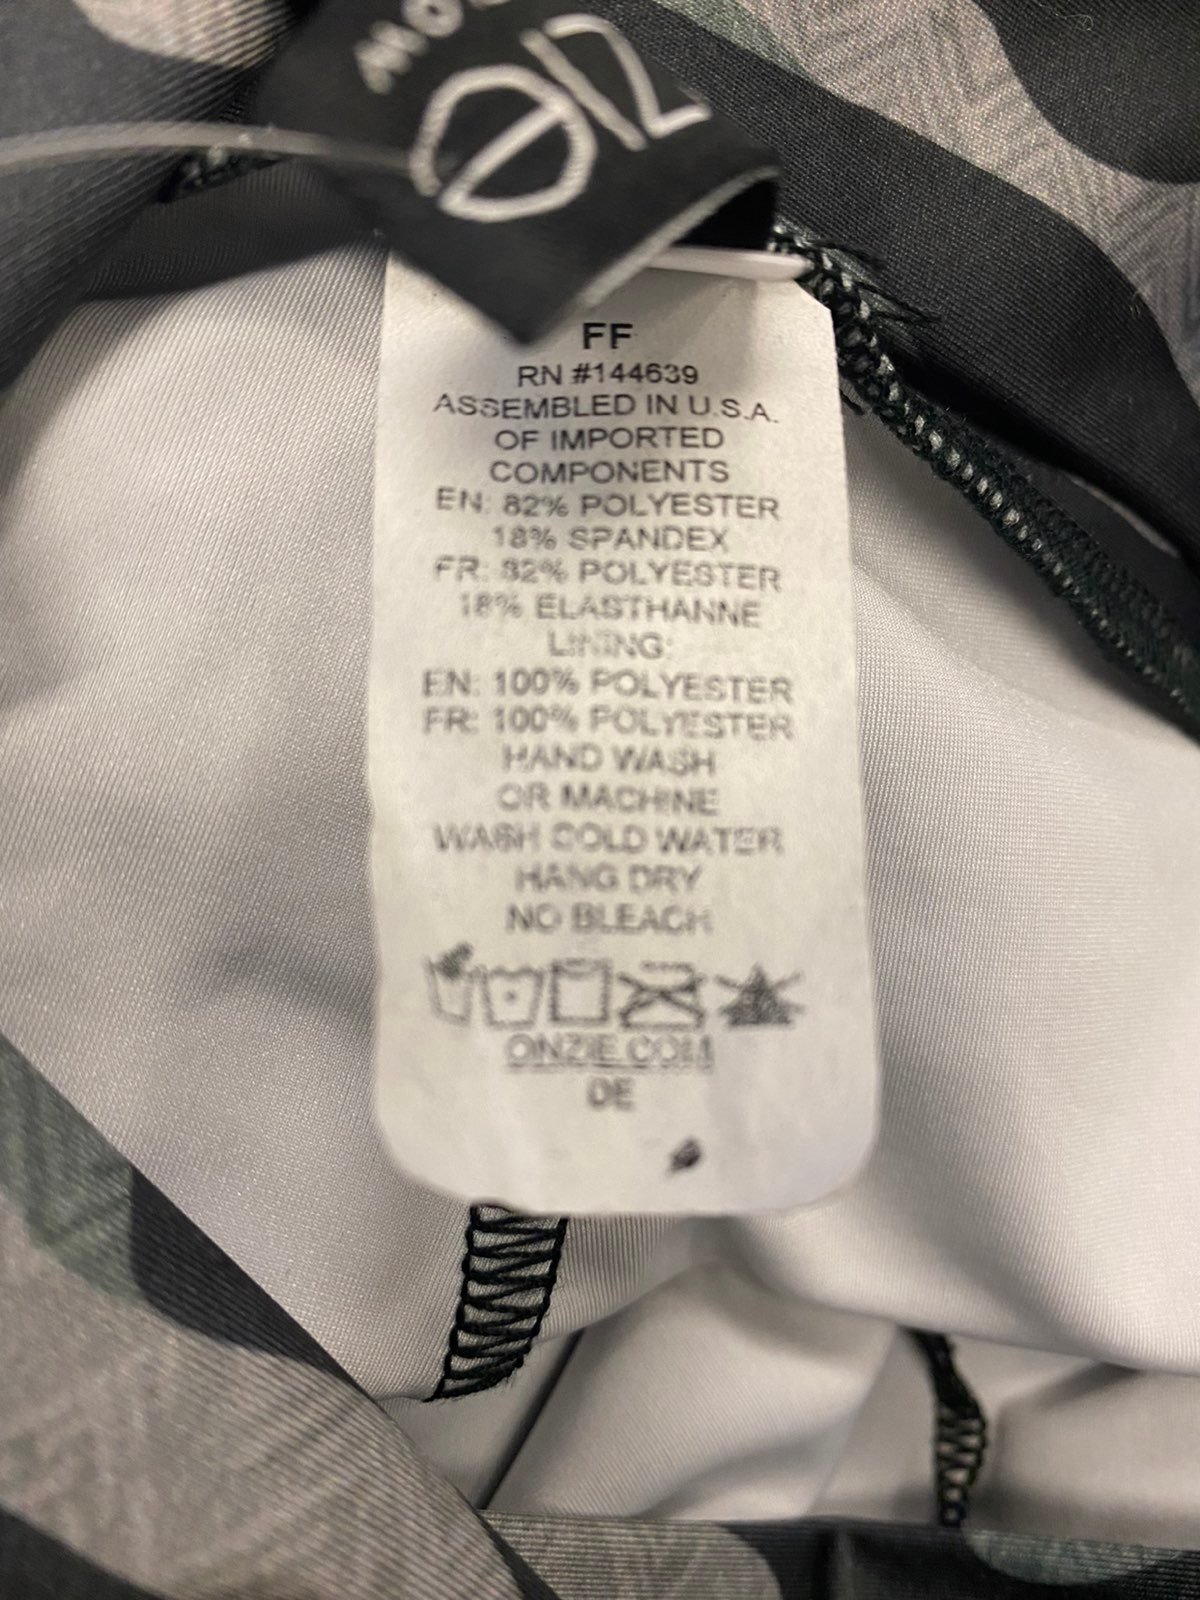 FF
RN #144639
ASSEMBLED IN U.S.A.
OF IMPORTED
COMPONENTS
EN: 82% POLYESTER
18% SPANDEX
FR: 82% POLYESTER
18% ELASTHANNE
LINING:
EN: 100% POLYESTER
FR: 100% POLYESTER
HAND WASH
OR MACHINE
WASH COLD WATER
HANG DRY
NO BLEACH
ONZIE.COM